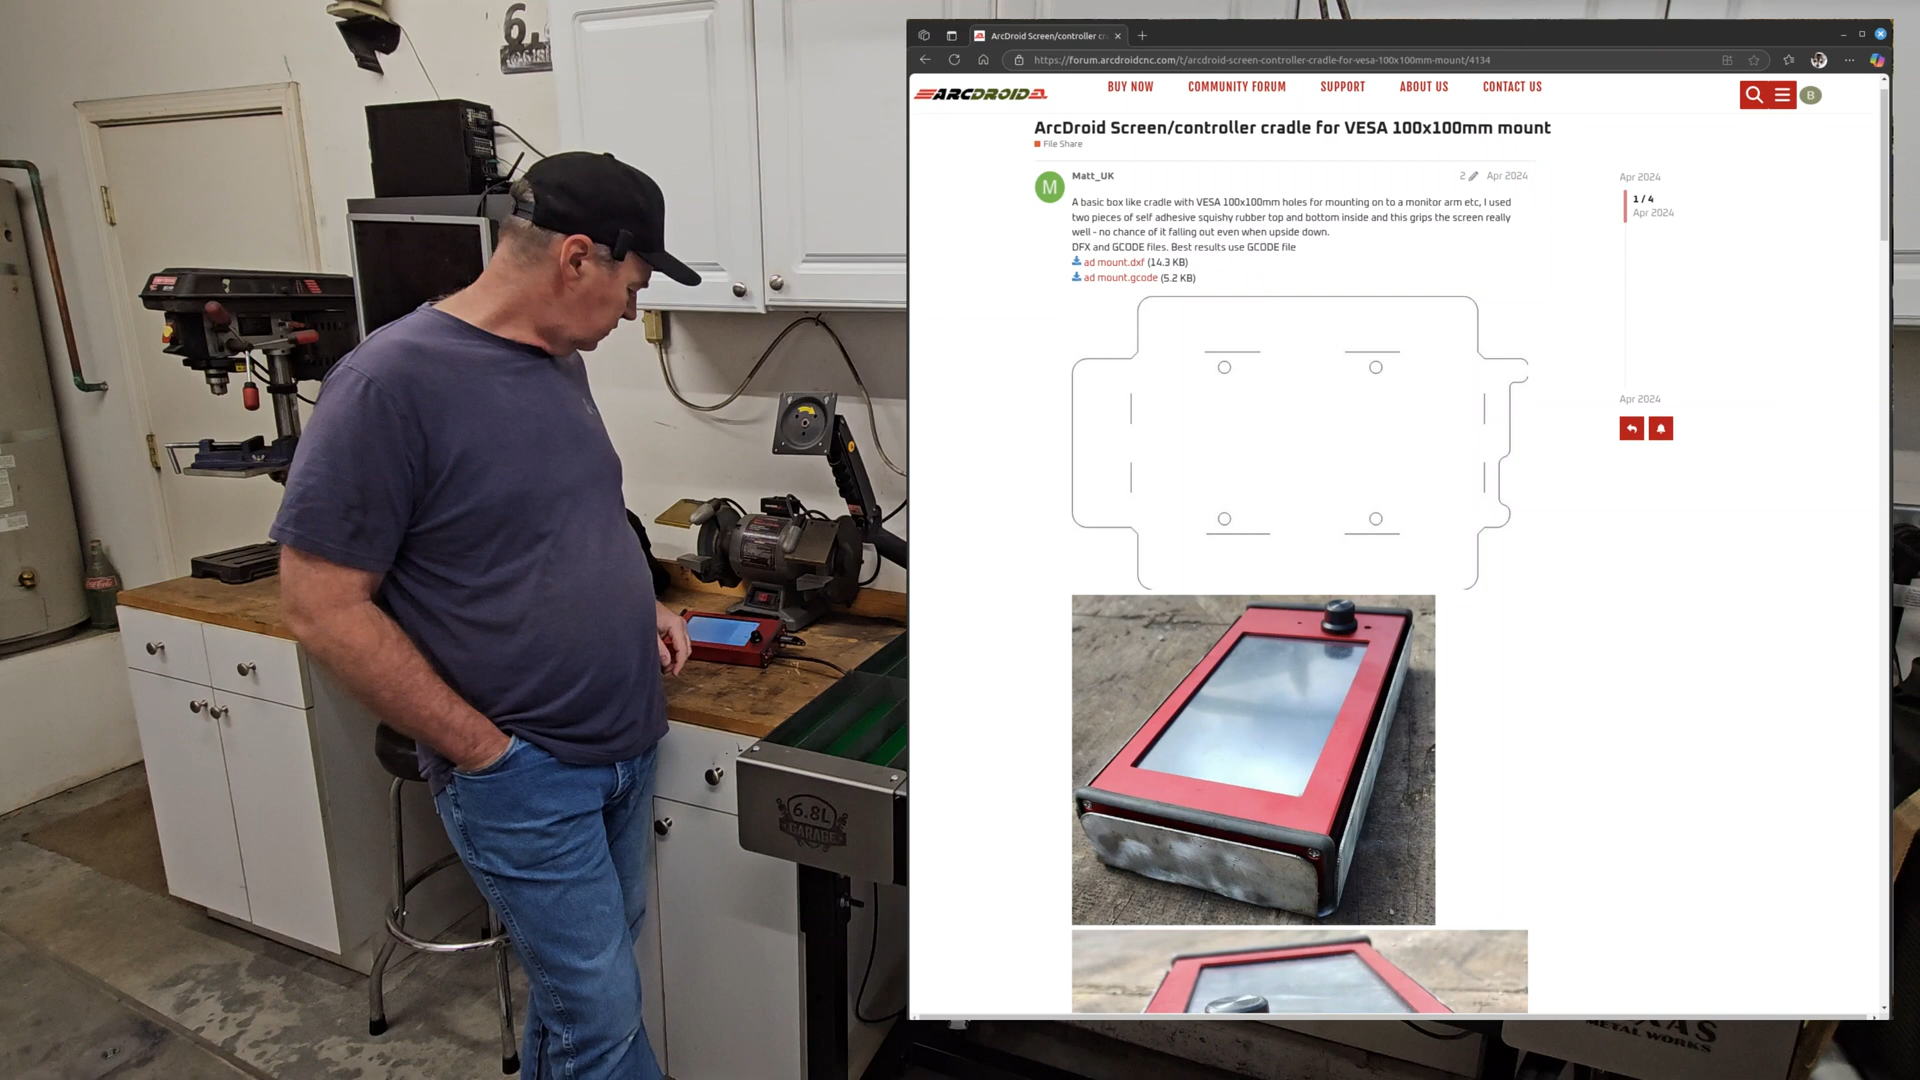 ArcDroid Screen/controller cr
https://forum.arcdroidcnc.com/t/arcdroid-screen-controller-cradle-for-vesa-100x100mm-mount/4134
ARCDROID
BUY NOW
COMMUNITY FORUM
SUPPORT
ABOUT US
CONTACT US
B
ArcDroid Screen/controller cradle for VESA 100x100mm mount
File Share
M
Matt_UK
2
Apr 2024
A basic box like cradle with VESA 100x100mm holes for mounting on to a monitor arm etc, I used
two pieces of self adhesive squishy rubber top and bottom inside and this grips the screen really
well - no chance of it falling out even when upside down.
DFX and GCODE files. Best results use GCODE file
ad mount.dxf (14.3 KB)
ad mount.gcode (5.2 KB)
Apr 2024
1 / 4
Apr 2024
Apr 2024
6.
Coca-Cola
6.8L
GARAGE
METAL WORKS